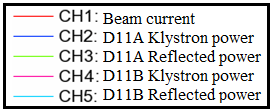 CH1: Beam current
CH2: D11A Klystron power
CH3: D11A Reflected power
CH4: D11B Klystron power
CH5: D11B Reflected power